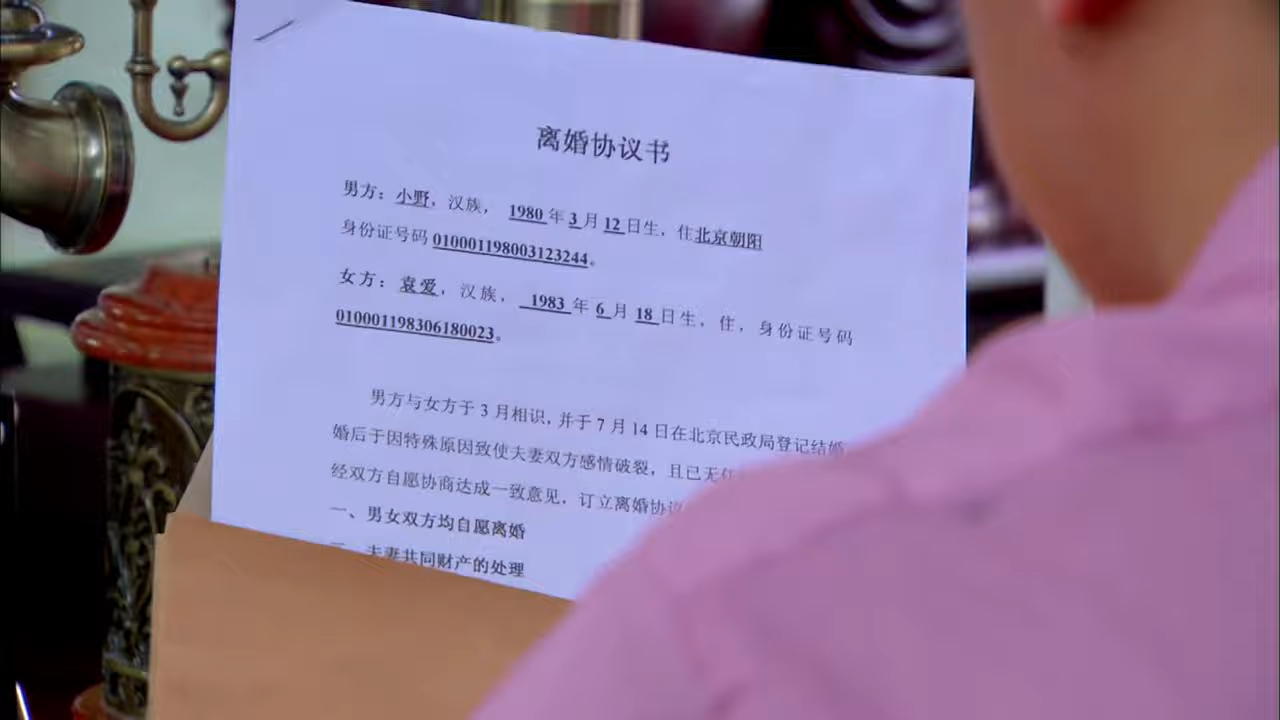 离婚协议书
男方：小野，汉族， 1980 年 3 月 12 日生，住北京朝阳
身份证号码 010001198003123244。
女方：袁爱，汉族， 1983 年 6 月 18 日生，住，身份证号码
010001198306180023。
男方与女方于 3 月相识，并于 7 月 14 日在北京民政局登记结婚
婚后于因特殊原因致使夫妻双方感情破裂，且已无
经双方自愿协商达成一致意见，订立离婚协议
一、男女双方均自愿离婚
二、夫妻共同财产的处理